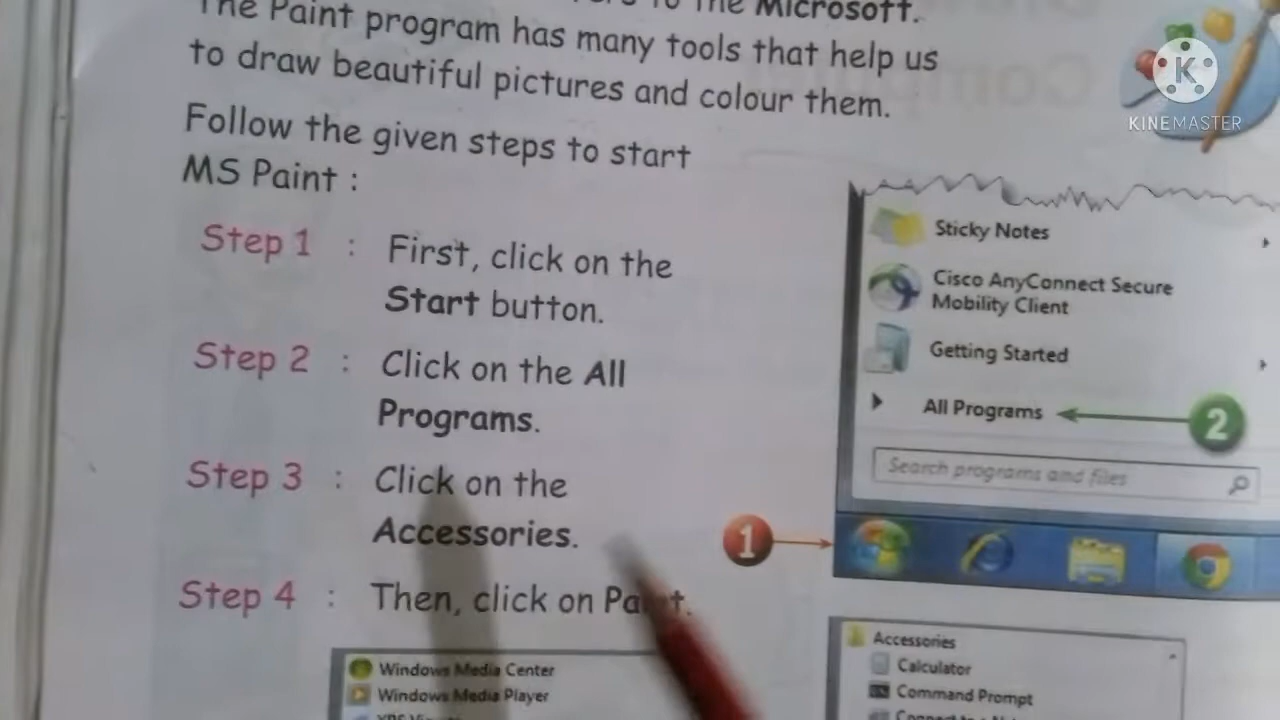 to the Microsoft.
The Paint program has many tools that help us
to draw beautiful pictures and colour them.
Follow the given steps to start
MS Paint :
Step 1 : First, click on the
Start button.
Step 2 : Click on the All
Programs.
Step 3 : Click on the
Accessories.
Step 4 : Then, click on Paint.
K
KINEMASTER
Sticky Notes
Cisco AnyConnect Secure
Mobility Client
Getting Started
All Programs
2
Search programs and files
1
Windows Media Center
Windows Media Player
Accessories
Calculator
Command Prompt